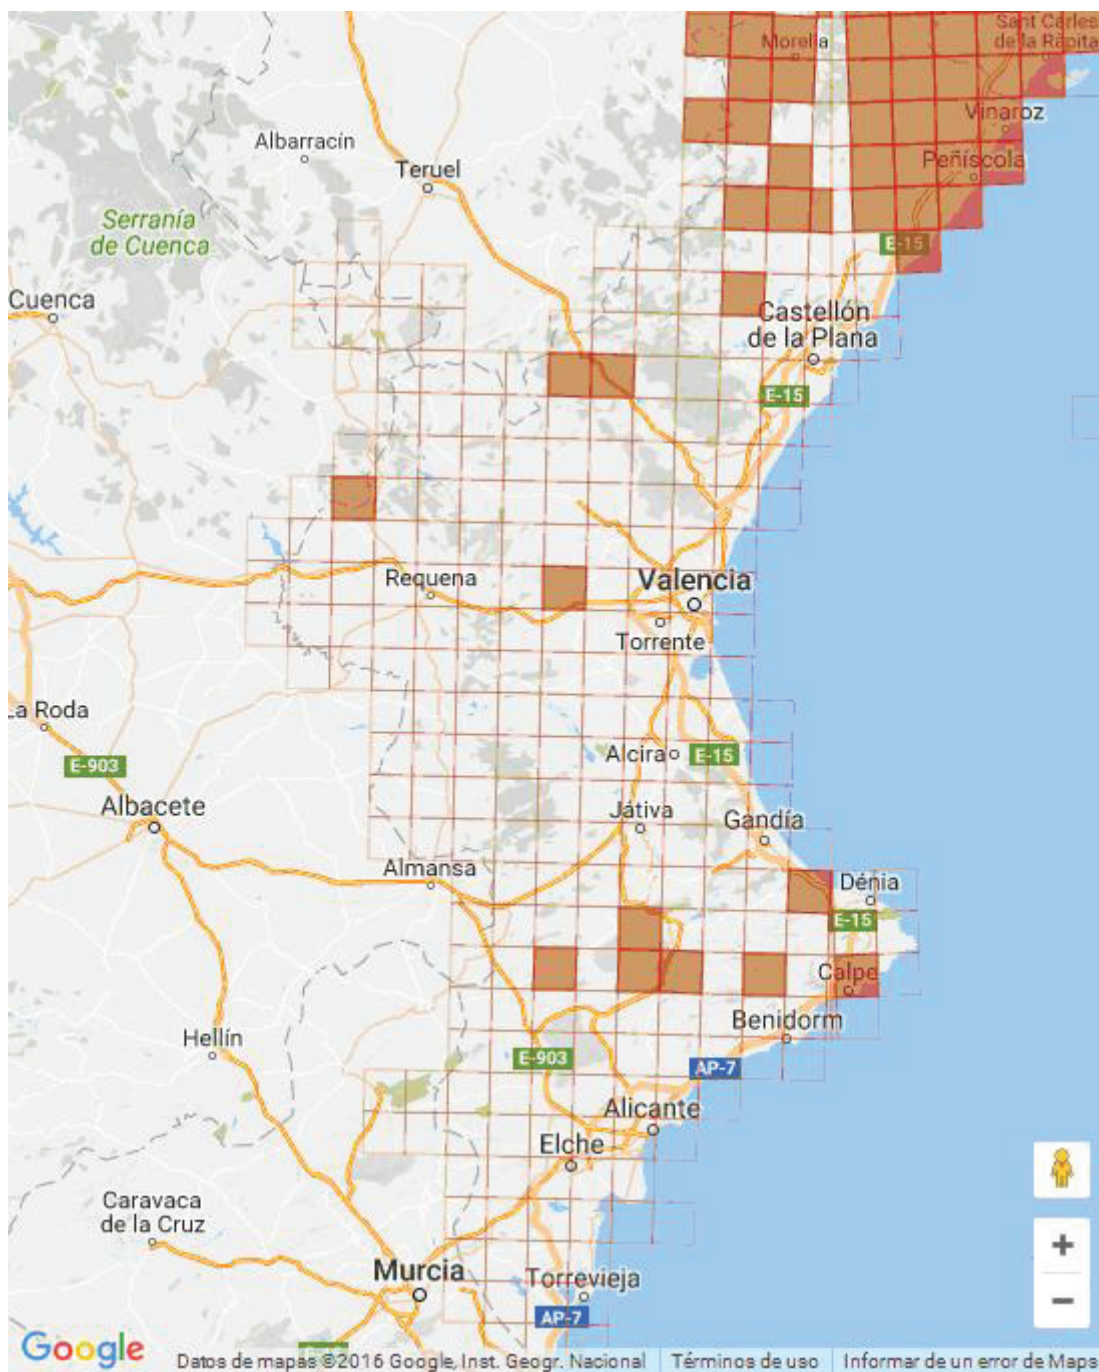 Sant Carles
de la Ràpita
Morella
Vinaroz
Albarracín
Peñíscola
Teruel
Serranía
de Cuenca
E-15
Cuenca
Castellón
de la Plana
E-15
Requena
Valencia
Torrente
La Roda
Alcira
E-15
E-903
Albacete
Játiva
Gandía
Almansa
Dénia
E-15
Calpe
Benidorm
Hellín
E-903
AP-7
Alicante
Elche
Caravaca
de la Cruz
Murcia
Torrevieja
AP-7
Google
Datos de mapas ©2016 Google, Inst. Geogr. Nacional
Términos de uso
Informar de un error de Maps